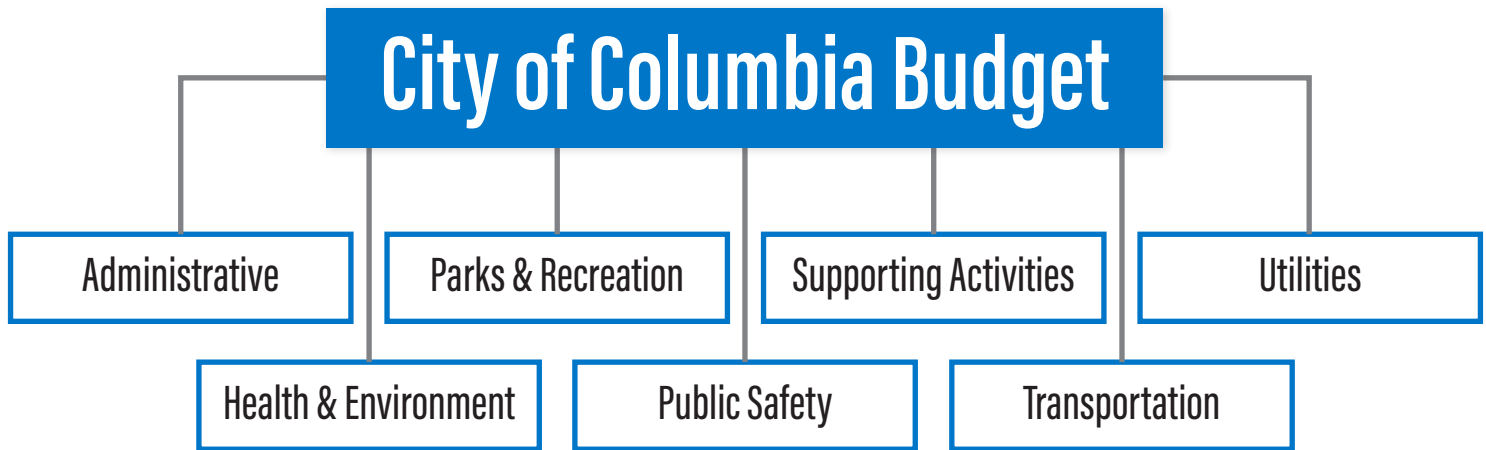 City of Columbia Budget
Administrative
Parks & Recreation
Supporting Activities
Utilities
Health & Environment
Public Safety
Transportation